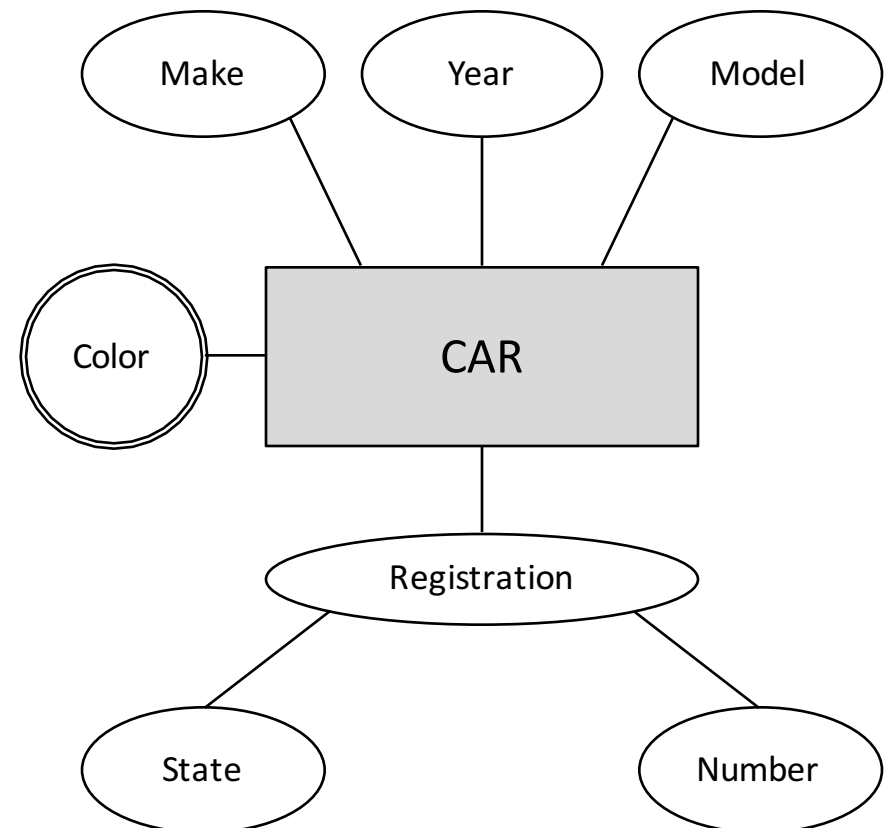 Make
Year
Model
Color
CAR
Registration
State
Number